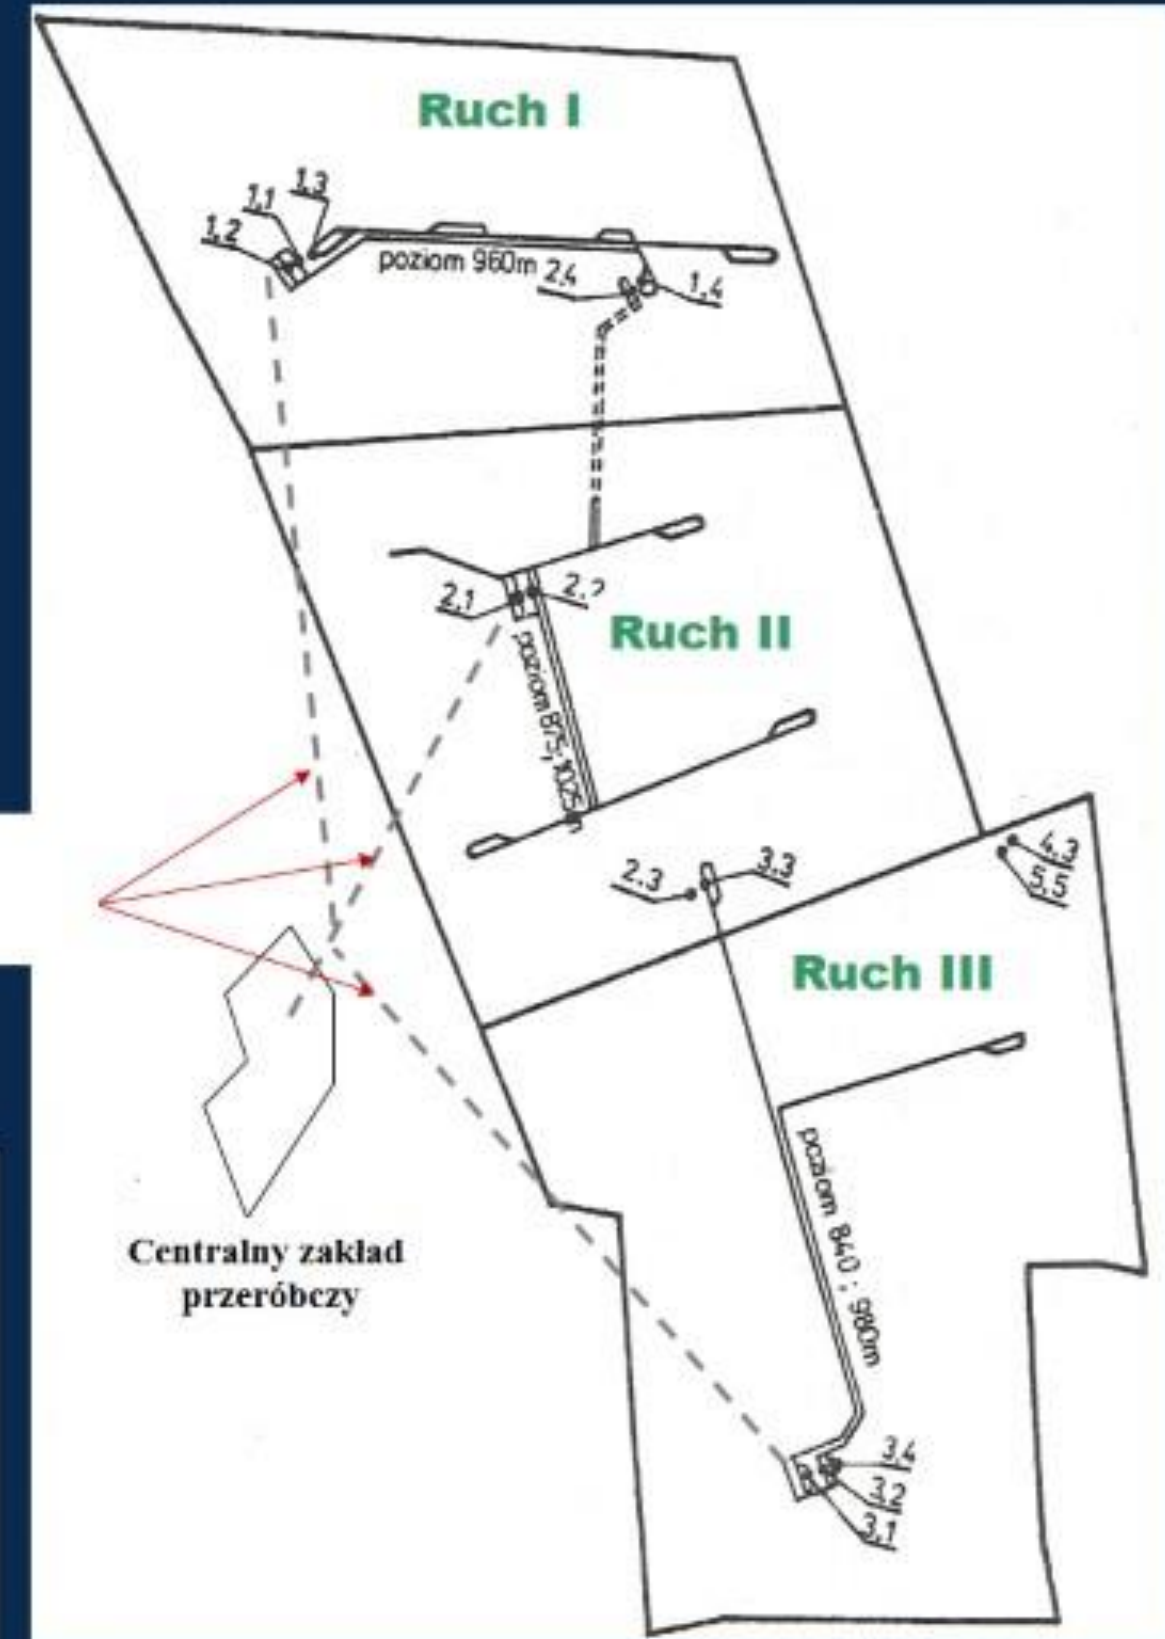 Ruch I
1,3
1,1
1,2
poziom 960m
2,4
1,4
2,1
2,2
Ruch II
poziom 875; 1025m
2.3
3,3
4,3
5,5
Ruch III
poziom 840 ; 980m
Centralny zakład
przeróbczy
3,4
3,2
3,1